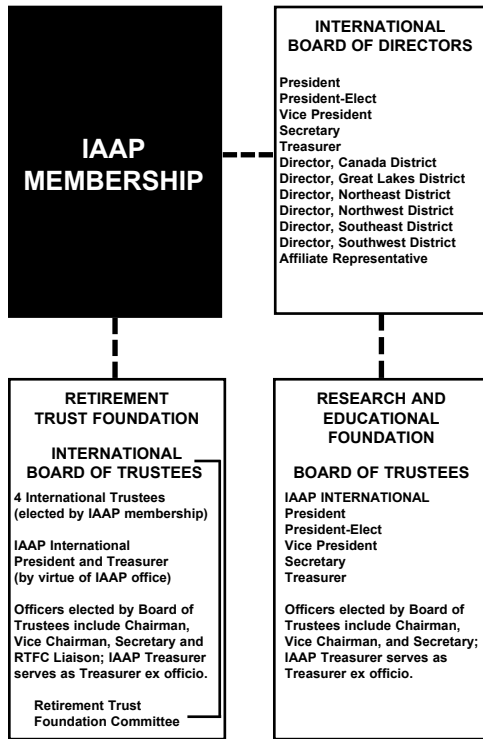 IAAP
MEMBERSHIP
INTERNATIONAL
BOARD OF DIRECTORS
President
President-Elect
Vice President
Secretary
Treasurer
Director, Canada District
Director, Great Lakes District
Director, Northeast District
Director, Northwest District
Director, Southeast District
Director, Southwest District
Affiliate Representative
RETIREMENT
TRUST FOUNDATION
INTERNATIONAL
BOARD OF TRUSTEES
4 International Trustees
(elected by IAAP membership)
IAAP International
President and Treasurer
(by virtue of IAAP office)
Officers elected by Board of
Trustees include Chairman,
Vice Chairman, Secretary and
RTFC Liaison; IAAP Treasurer
serves as Treasurer ex officio.
Retirement Trust
Foundation Committee
RESEARCH AND
EDUCATIONAL
FOUNDATION
BOARD OF TRUSTEES
IAAP INTERNATIONAL
President
President-Elect
Vice President
Secretary
Treasurer
Officers elected by Board of
Trustees include Chairman,
Vice Chairman, and Secretary;
IAAP Treasurer serves as
Treasurer ex officio.